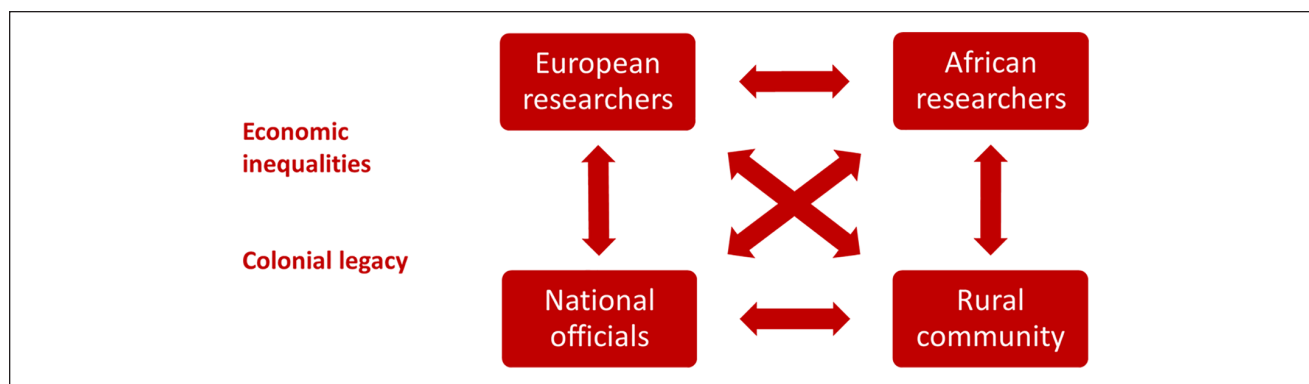 European
researchers
African
researchers
Economic
inequalities
Colonial legacy
National
officials
Rural
community